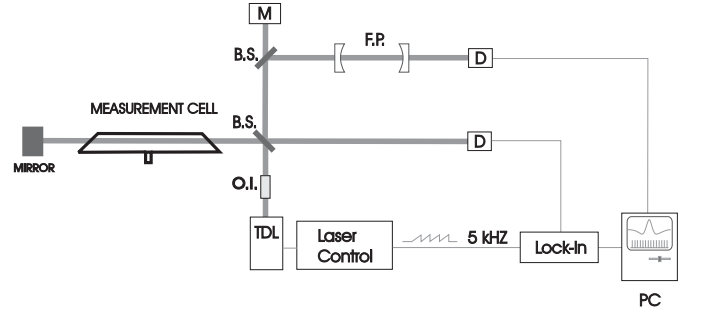 M
B.S.
F.P.
D
MEASUREMENT CELL
B.S.
D
MIRROR
O.I.
TDL
Laser
Control
5 kHZ
Lock-In
PC